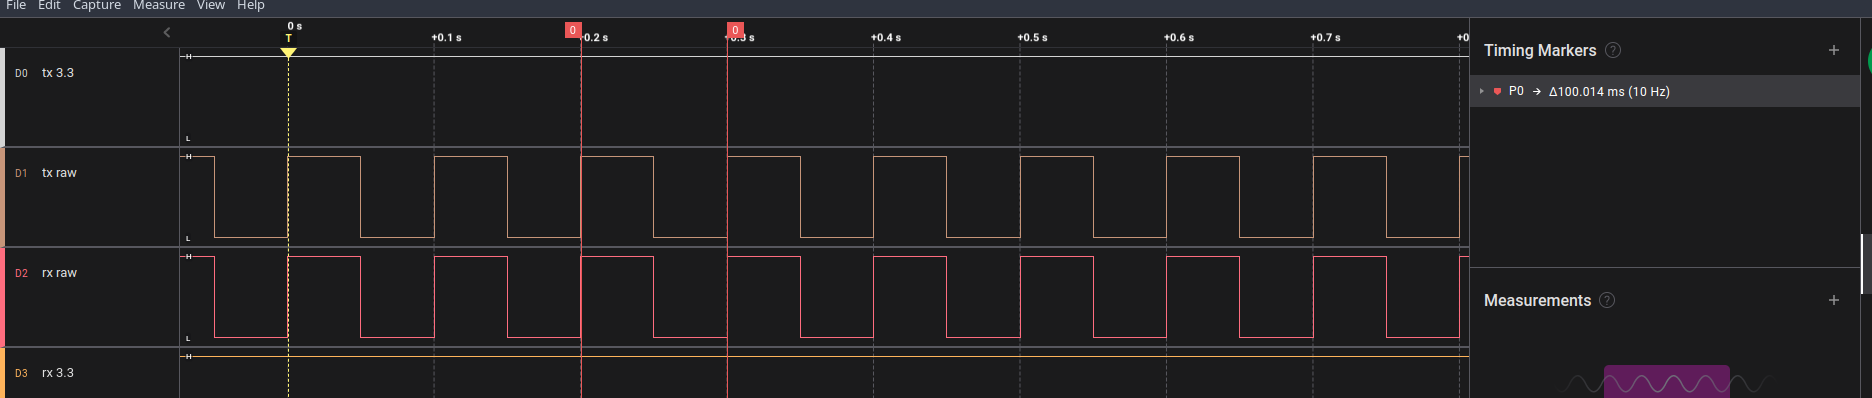 File Edit Capture Measure View Help
0 s
T
0
0
+0.1 s
+0.2 s
+0.3 s
+0.4 s
+0.5 s
+0.6 s
+0.7 s
+0
D0 tx 3.3
H
L
D1 tx raw
H
L
D2 rx raw
H
L
D3 rx 3.3
H
Timing Markers ? +
P0 → Δ100.014 ms (10 Hz)
Measurements ? +